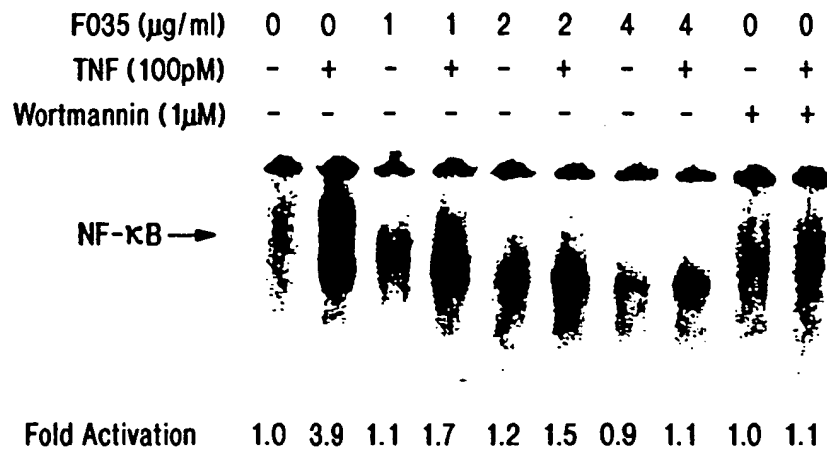 F035 (μg/ml) 0 0 1 1 2 2 4 4 0 0
TNF (100pM) - + - + - + - + - +
Wortmannin (1μM) - - - - - - - - + +
NF-κB
Fold Activation 1.0 3.9 1.1 1.7 1.2 1.5 0.9 1.1 1.0 1.1